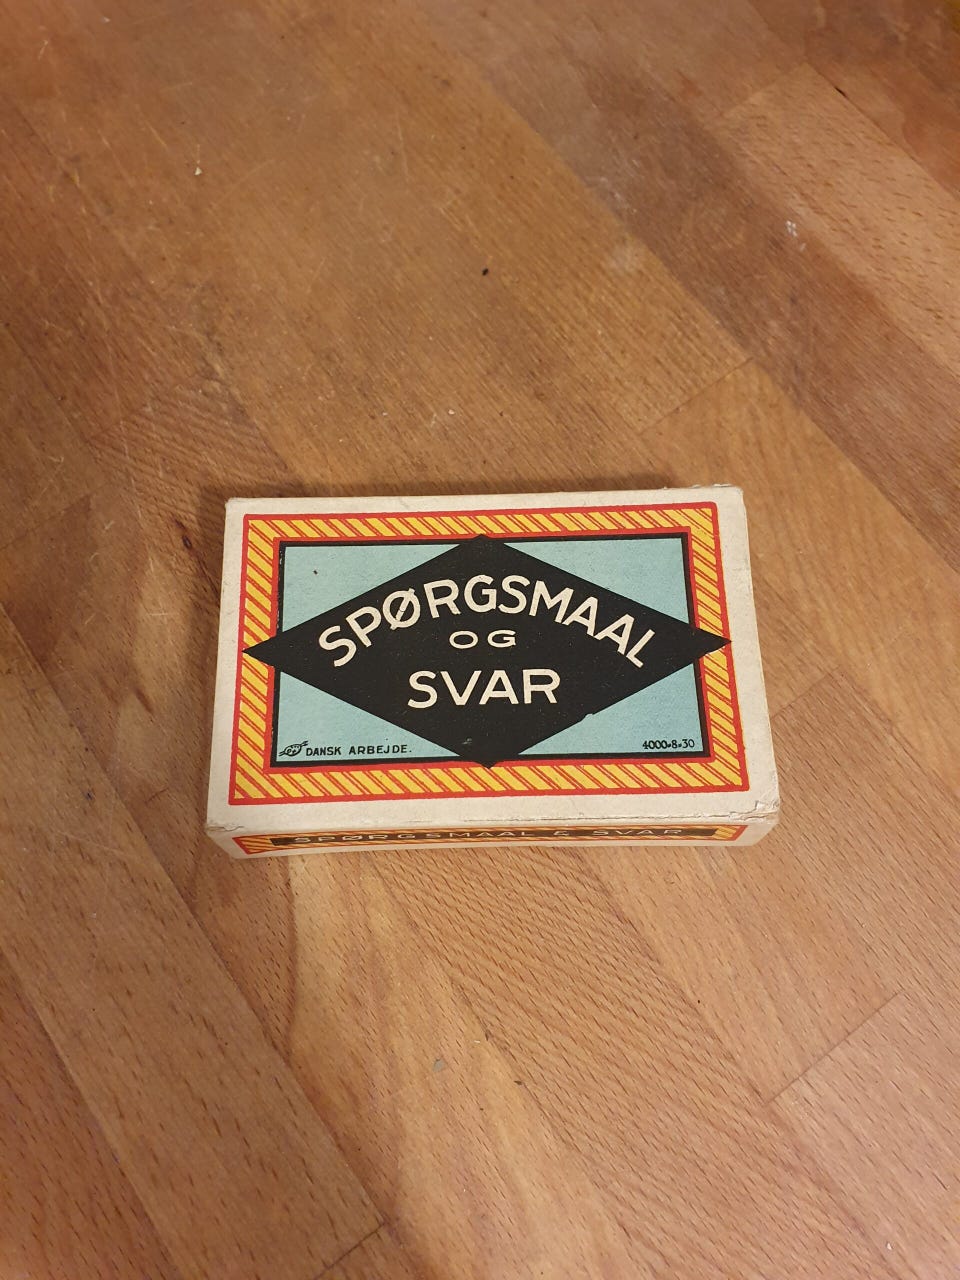 SPØRGSMAAL
OG
SVAR
DANSK ARBEJDE.
4000-8-30
SPØRGSMAAL & SVAR